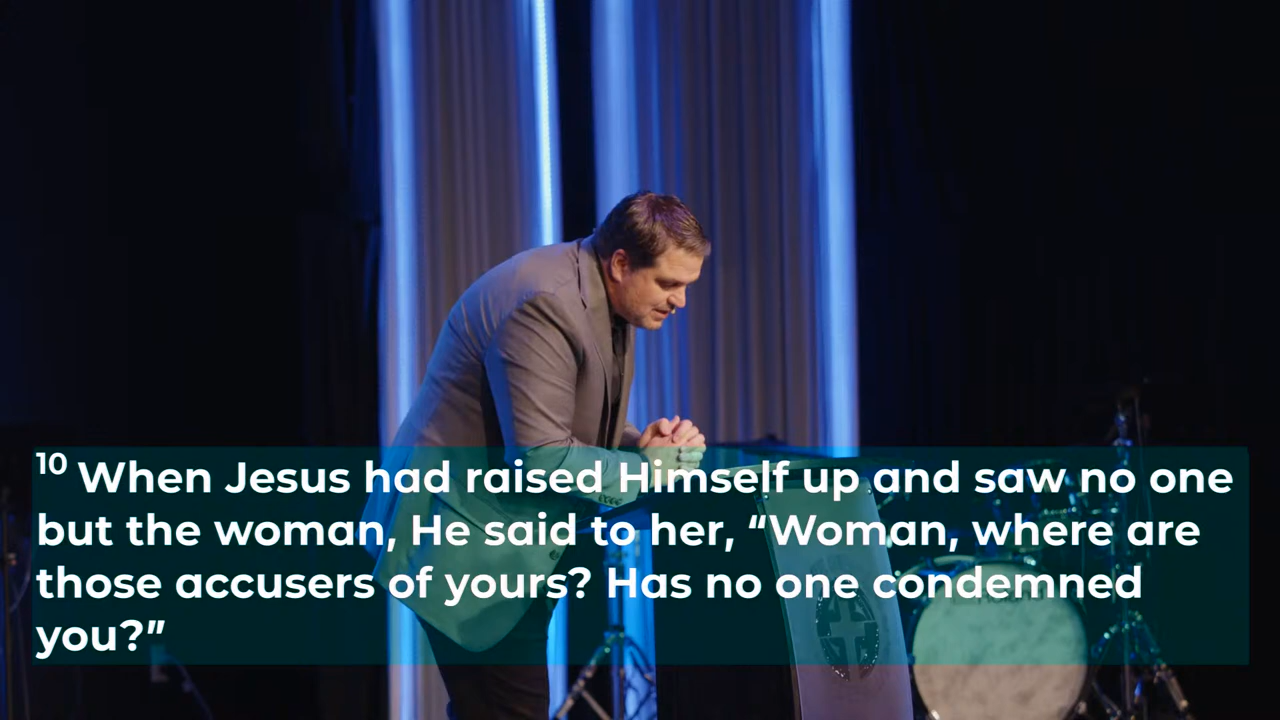 10 When Jesus had raised Himself up and saw no one
but the woman, He said to her, “Woman, where are
those accusers of yours? Has no one condemned
you?”